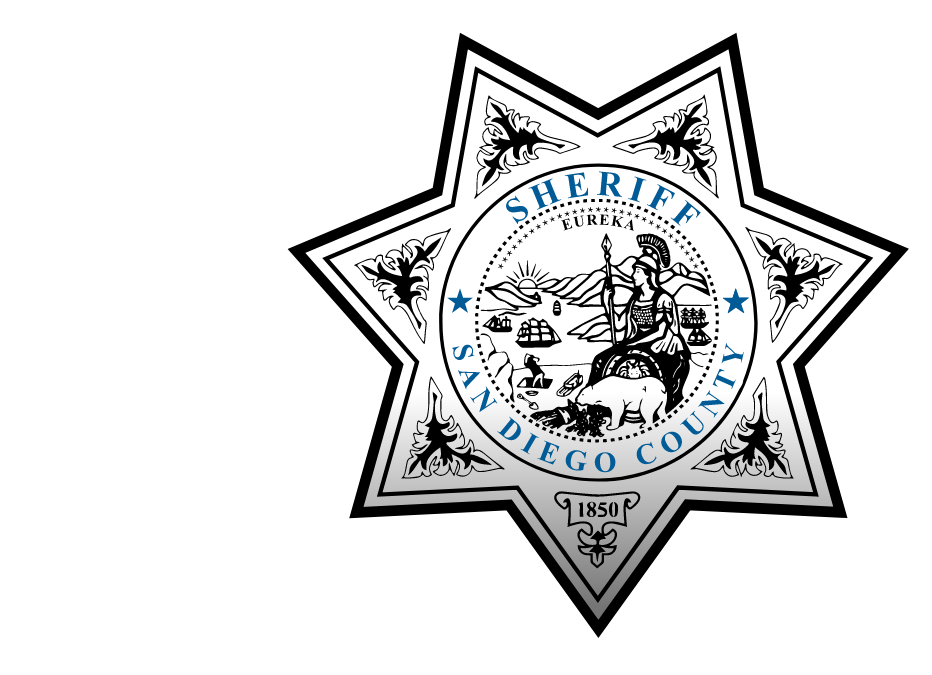 SHERIFF
EUREKA
SAN DIEGO COUNTY
1850